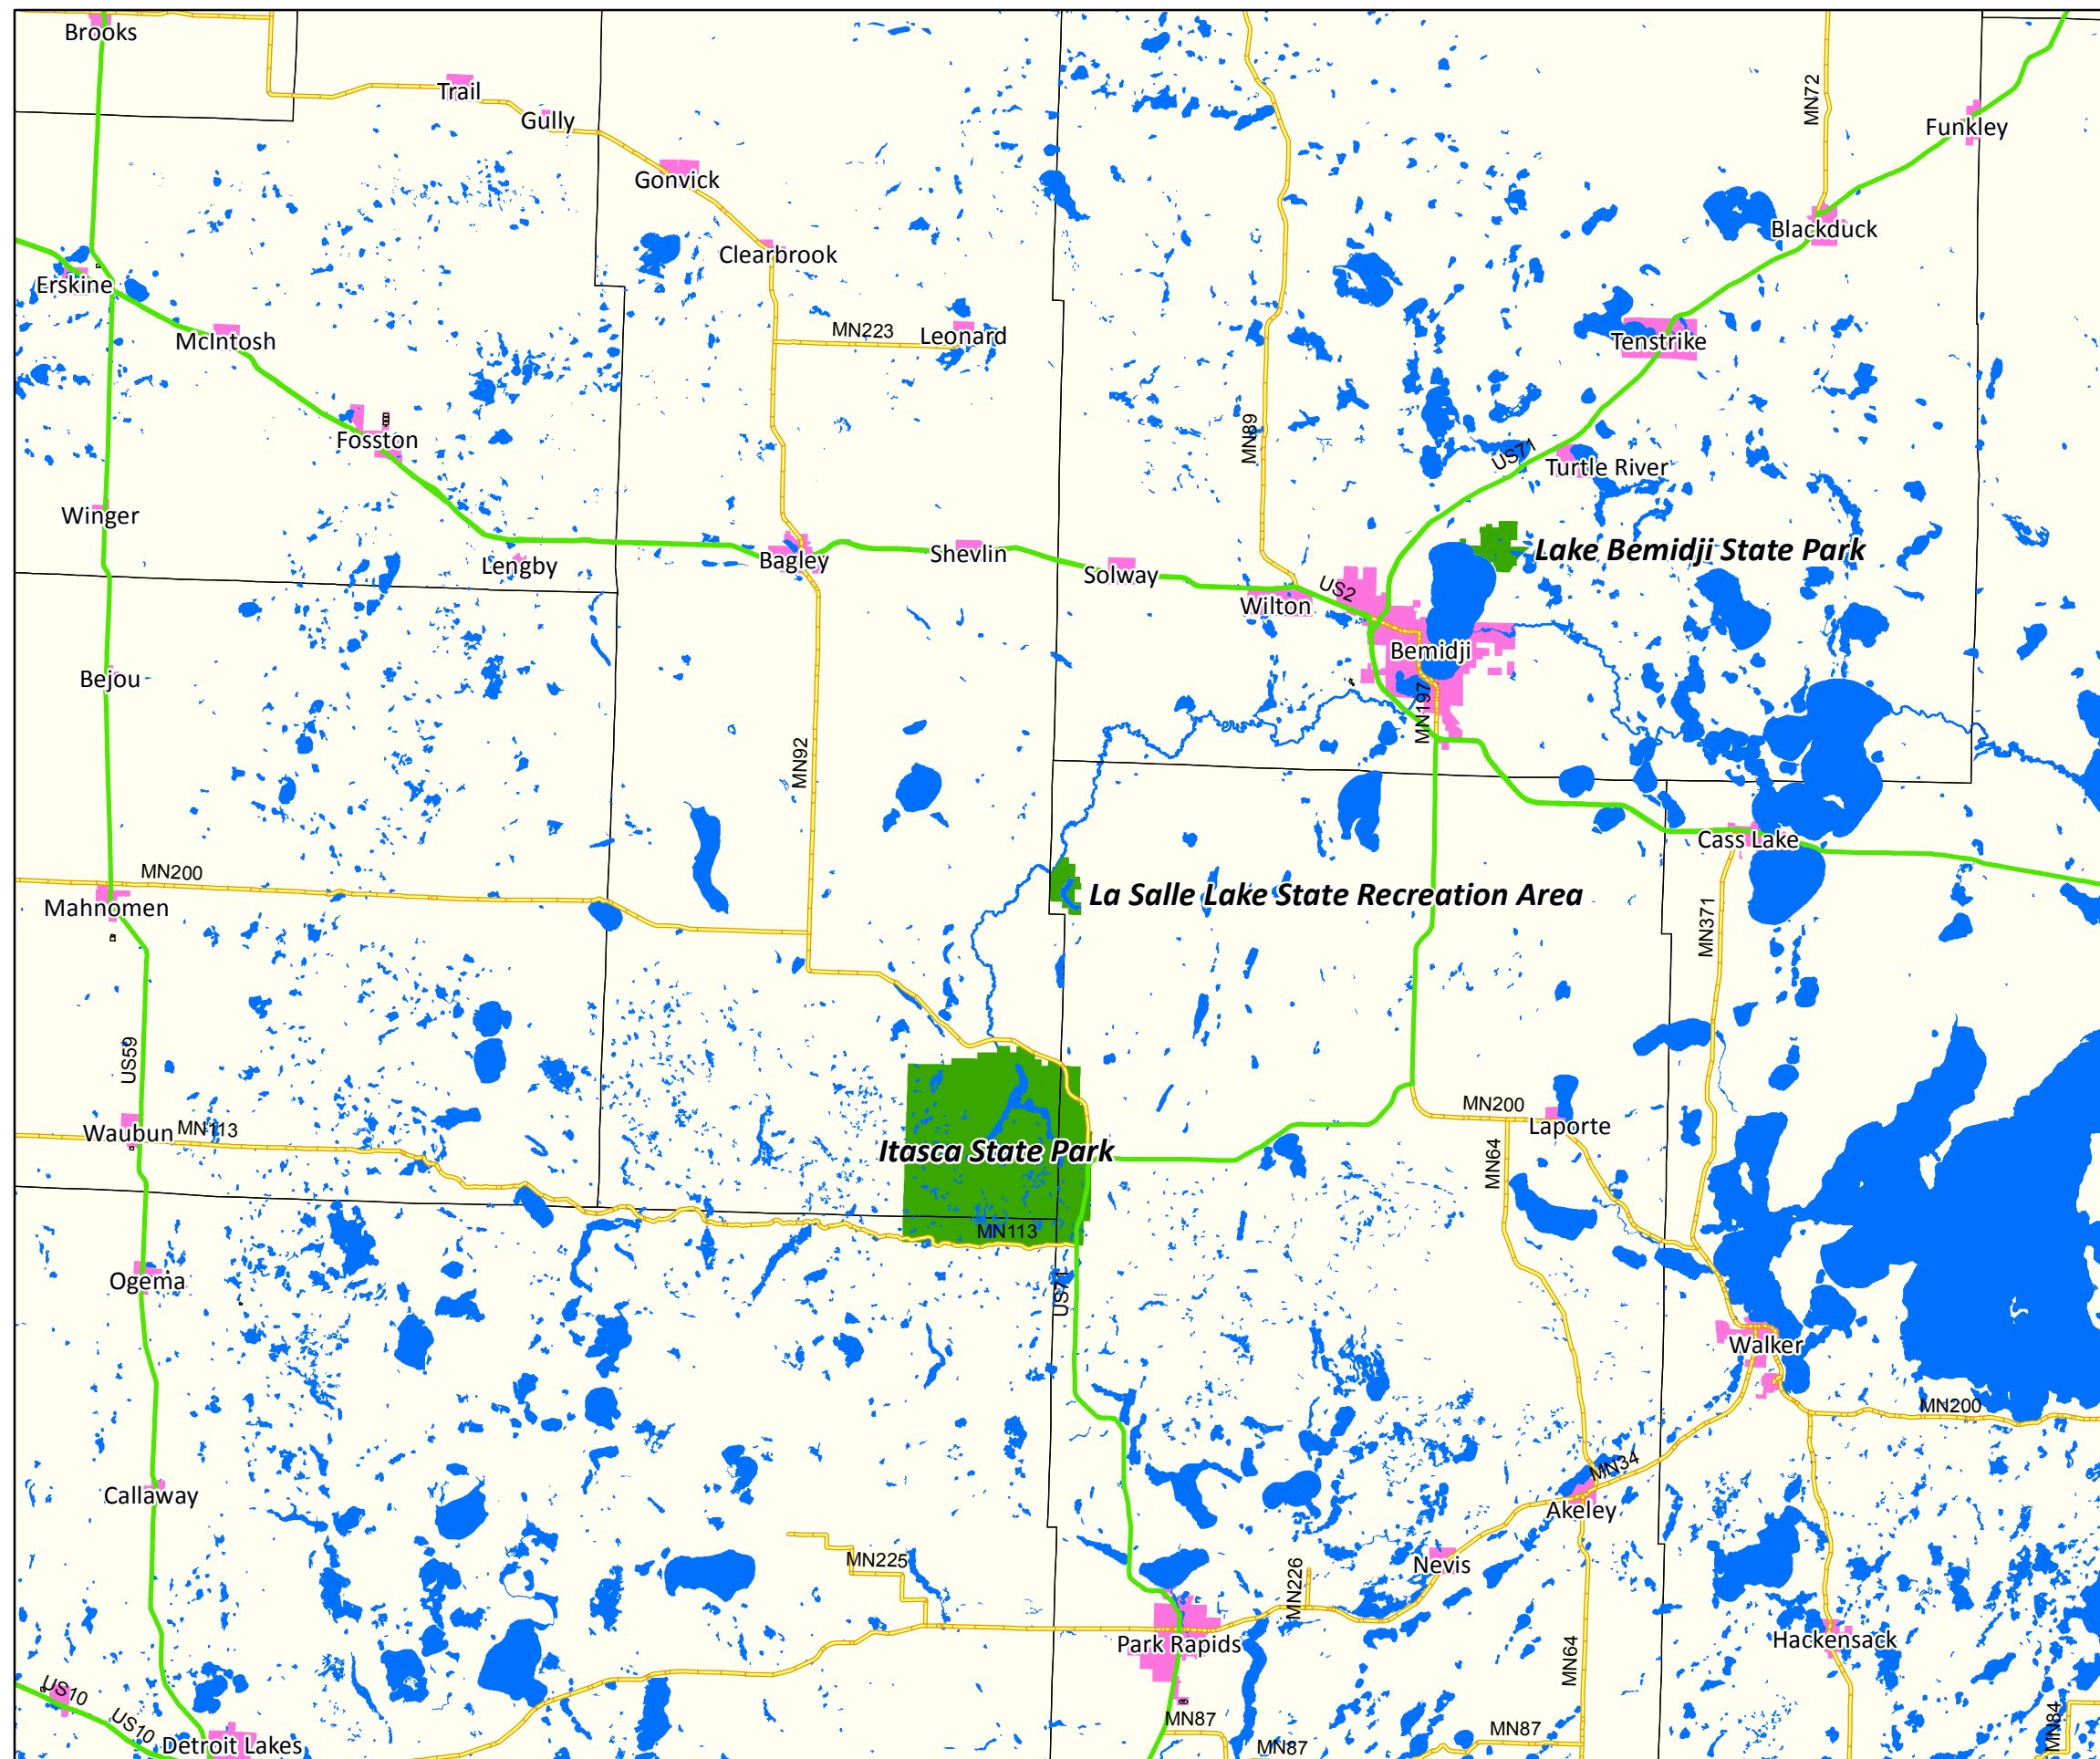 Brooks
Trail
MN72
Gully
Funkley
Gonvick
Blackduck
Clearbrook
Erskine
MN223
Leonard
McIntosh
Tenstrike
MN89
Fosston
US71
Turtle River
Winger
Lake Bemidji State Park
Shevlin
Bagley
Lengby
Solway
US2
Wilton
Bemidji
Bejou
MN197
MN92
Cass Lake
MN200
La Salle Lake State Recreation Area
Mahnomen
MN371
US59
MN200
Laporte
Waubun
MN113
Itasca State Park
MN64
MN113
Ogema
US71
Walker
MN200
MN34
Callaway
Akeley
MN225
Nevis
MN226
Park Rapids
Hackensack
MN64
US10
US10
MN87
MN87
MN84
Detroit Lakes
MN87